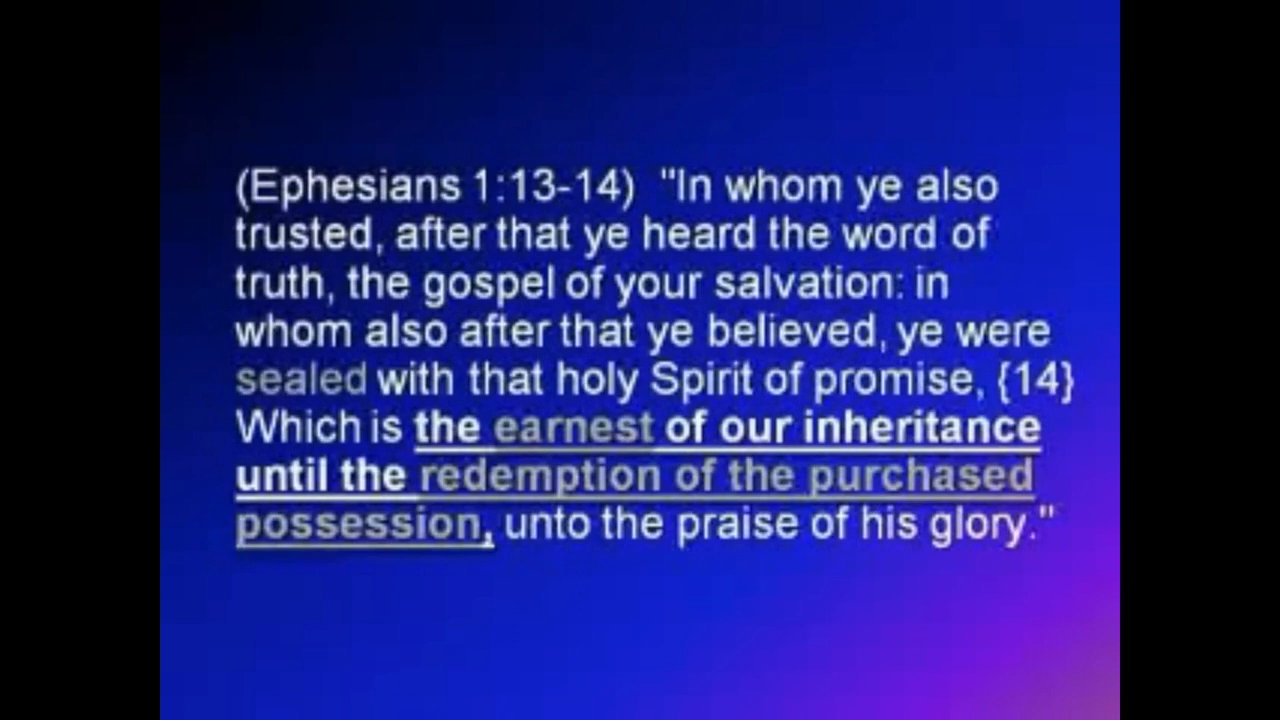 (Ephesians 1:13-14)  "In whom ye also
trusted, after that ye heard the word of
truth, the gospel of your salvation: in
whom also after that ye believed, ye were
sealed with that holy Spirit of promise, {14}
Which is the earnest of our inheritance
until the redemption of the purchased
possession, unto the praise of his glory."